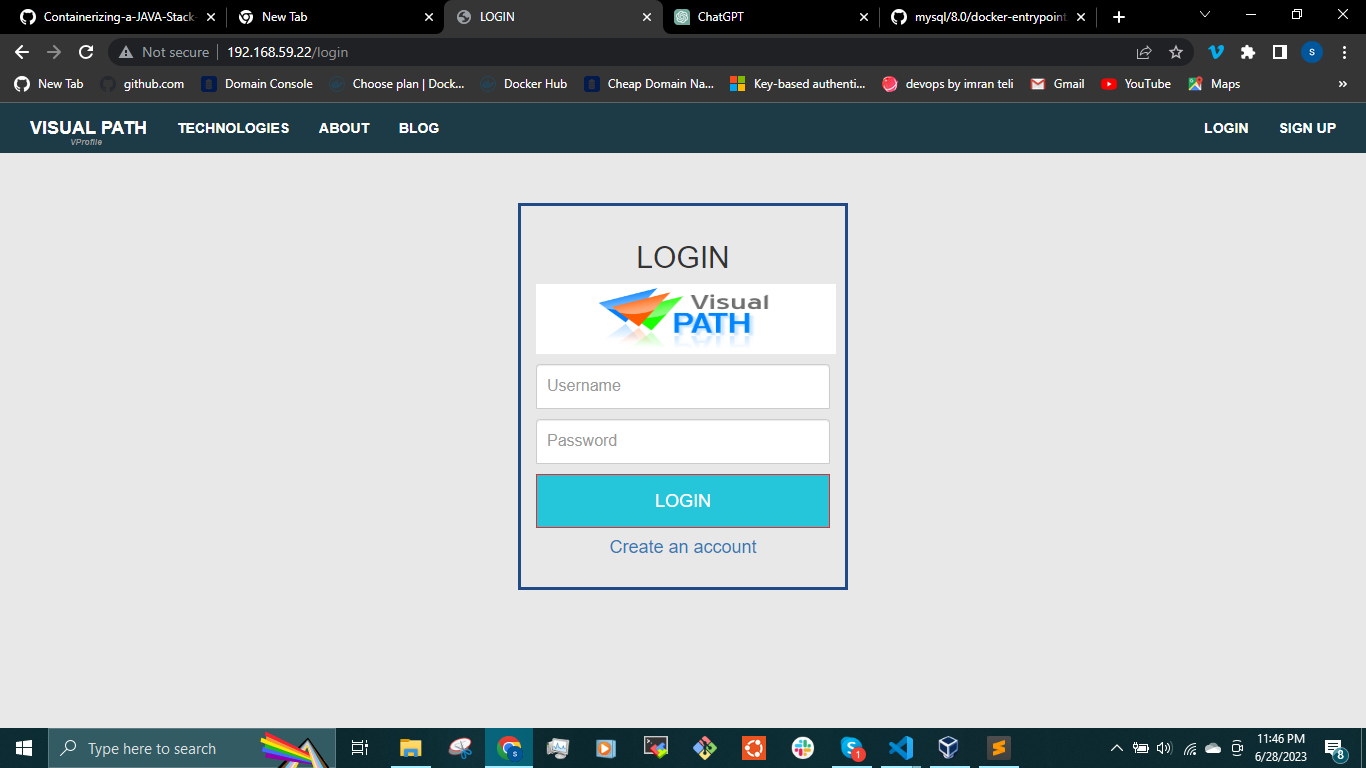 Containerizing-a-JAVA-Stack-
New Tab
LOGIN
ChatGPT
mysql/8.0/docker-entrypoint
Not secure
192.168.59.22/login
s
New Tab
github.com
Domain Console
Choose plan | Dock...
Docker Hub
Cheap Domain Na...
Key-based authenti...
devops by imran teli
Gmail
YouTube
Maps
»
VISUAL PATH
VProfile
TECHNOLOGIES
ABOUT
BLOG
LOGIN
SIGN UP
LOGIN
Visual
PATH
Username
Password
LOGIN
Create an account
Type here to search
S
1
11:46 PM
6/28/2023
8